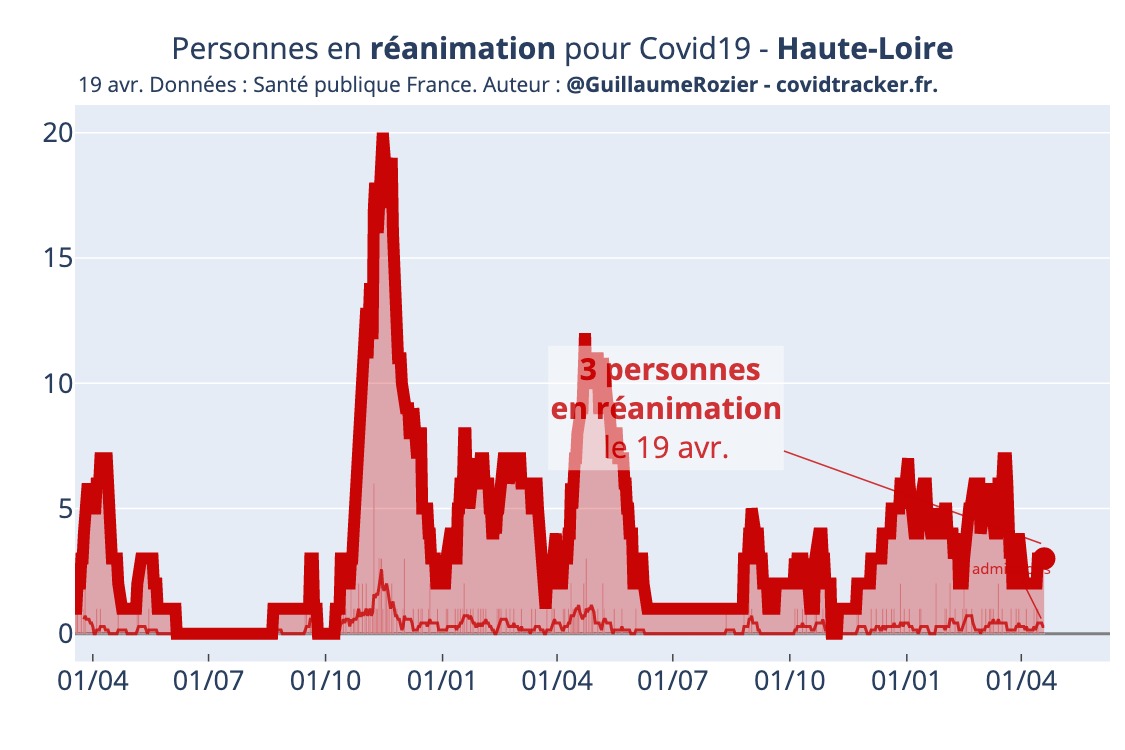 Personnes en réanimation pour Covid19 - Haute-Loire
19 avr. Données : Santé publique France. Auteur : @GuillaumeRozier - covidtracker.fr.
20
15
10
5
0
3 personnes
en réanimation
le 19 avr.
admissions
01/04 01/07 01/10 01/01 01/04 01/07 01/10 01/01 01/04